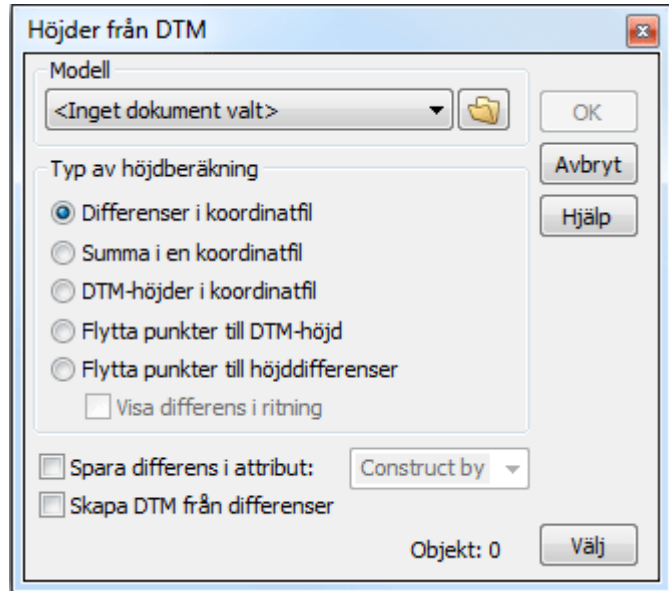 Höjder från DTM
Modell
<Inget dokument valt>
OK
Avbryt
Hjälp
Typ av höjdberäkning
Differenser i koordinatfil
Summa i en koordinatfil
DTM-höjder i koordinatfil
Flytta punkter till DTM-höjd
Flytta punkter till höjddifferenser
Visa differens i ritning
Spara differens i attribut:
Construct by
Skapa DTM från differenser
Objekt: 0
Välj